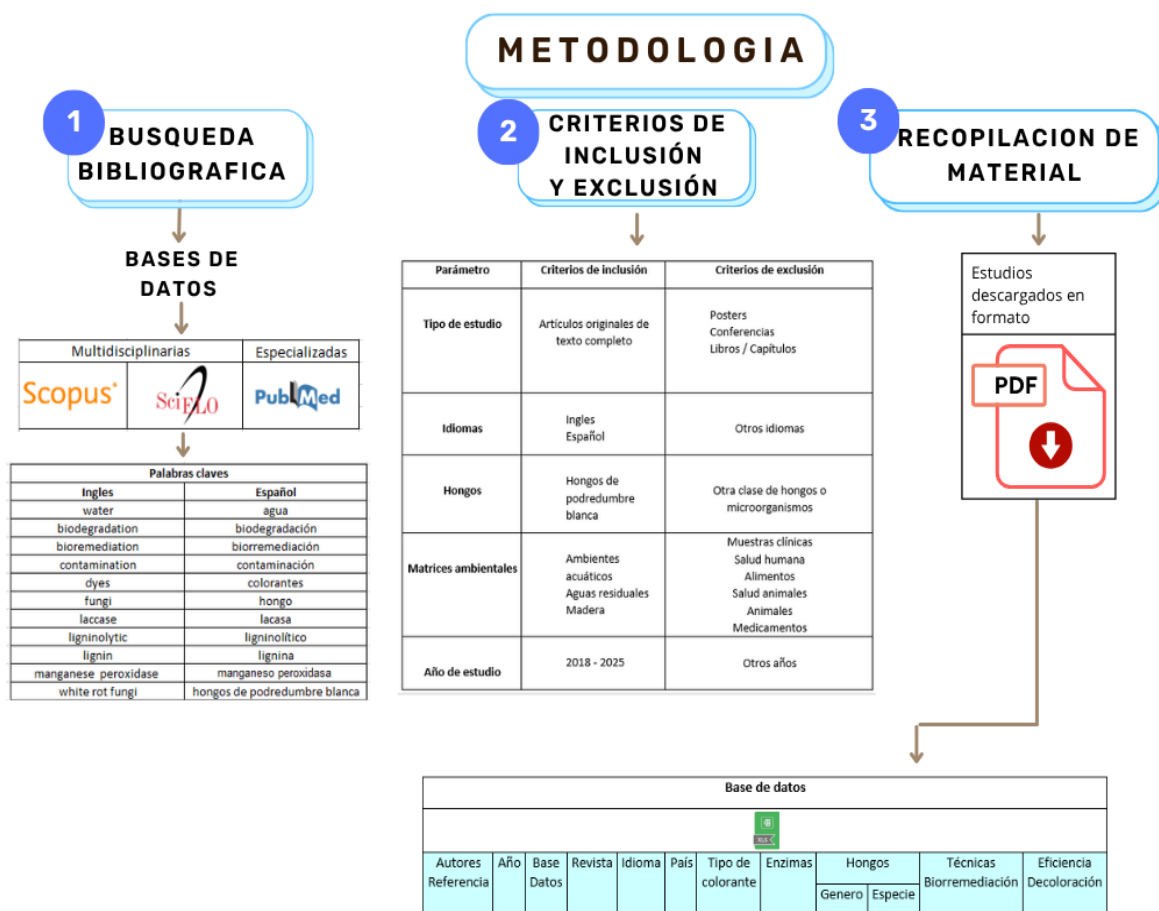 METODOLOGIA
1
BUSQUEDA
BIBLIOGRAFICA
BASES DE
DATOS
Multidisciplinarias Especializadas
Scopus SciELO PubMed
Palabras claves
Ingles Español
water agua
biodegradation biodegradación
bioremediation biorremediación
contamination contaminación
dyes colorantes
fungi hongo
laccase lacasa
ligninolytic ligninolítico
lignin lignina
manganese peroxidase manganeso peroxidasa
white rot fungi hongos de podredumbre blanca
2
CRITERIOS DE
INCLUSIÓN
Y EXCLUSIÓN
Parámetro Criterios de inclusión Criterios de exclusión
Tipo de estudio
Artículos originales de
texto completo
Posters
Conferencias
Libros / Capítulos
Idiomas
Ingles
Español
Otros idiomas
Hongos
Hongos de
podredumbre
blanca
Otra clase de hongos o
microorganismos
Matrices ambientales
Ambientes
acuáticos
Aguas residuales
Madera
Muestras clínicas
Salud humana
Alimentos
Salud animales
Animales
Medicamentos
Año de estudio
2018 - 2025
Otros años
3
RECOPILACION DE
MATERIAL
Estudios
descargados en
formato
PDF
Base de datos
XLS
Autores
Referencia
Año
Base
Datos
Revista
Idioma
País
Tipo de
colorante
Enzimas
Hongos
Genero Especie
Técnicas
Biorremediación
Eficiencia
Decoloración